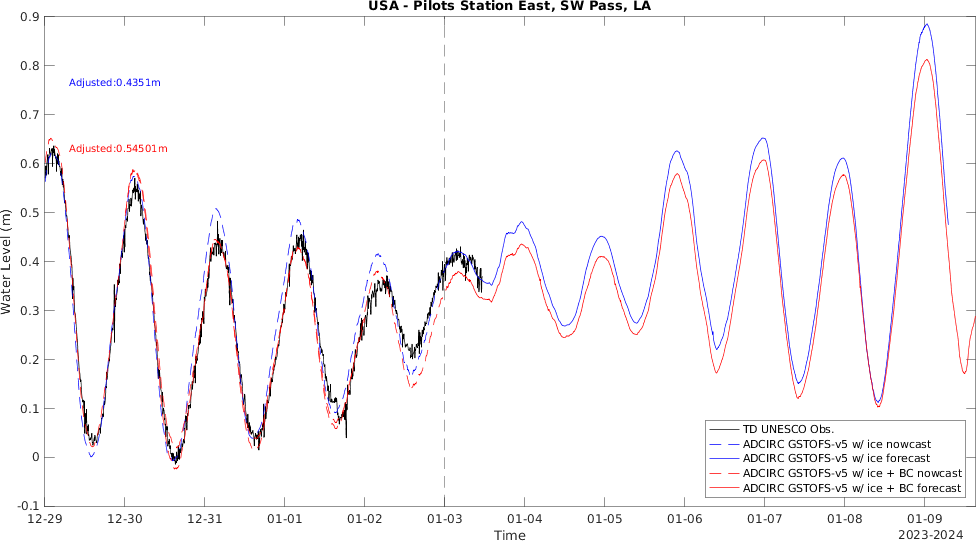 USA - Pilots Station East, SW Pass, LA
0.9
0.8
0.7
0.6
0.5
0.4
0.3
0.2
0.1
0
-0.1
Water Level (m)
Adjusted:0.4351m
Adjusted:0.54501m
TD UNESCO Obs.
ADCIRC GSTOFS-v5 w/ ice nowcast
ADCIRC GSTOFS-v5 w/ ice forecast
ADCIRC GSTOFS-v5 w/ ice + BC nowcast
ADCIRC GSTOFS-v5 w/ ice + BC forecast
12-29 12-30 12-31 01-01 01-02 01-03 01-04 01-05 01-06 01-07 01-08 01-09
Time
2023-2024